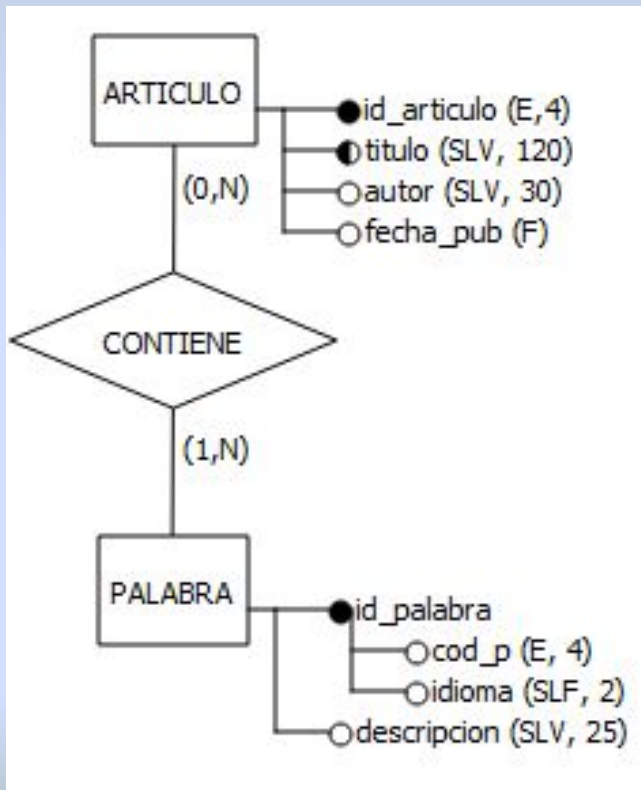 ARTICULO
id_articulo (E,4)
titulo (SLV, 120)
autor (SLV, 30)
fecha_pub (F)
(0,N)
CONTIENE
(1,N)
PALABRA
id_palabra
cod_p (E, 4)
idioma (SLF, 2)
descripcion (SLV, 25)